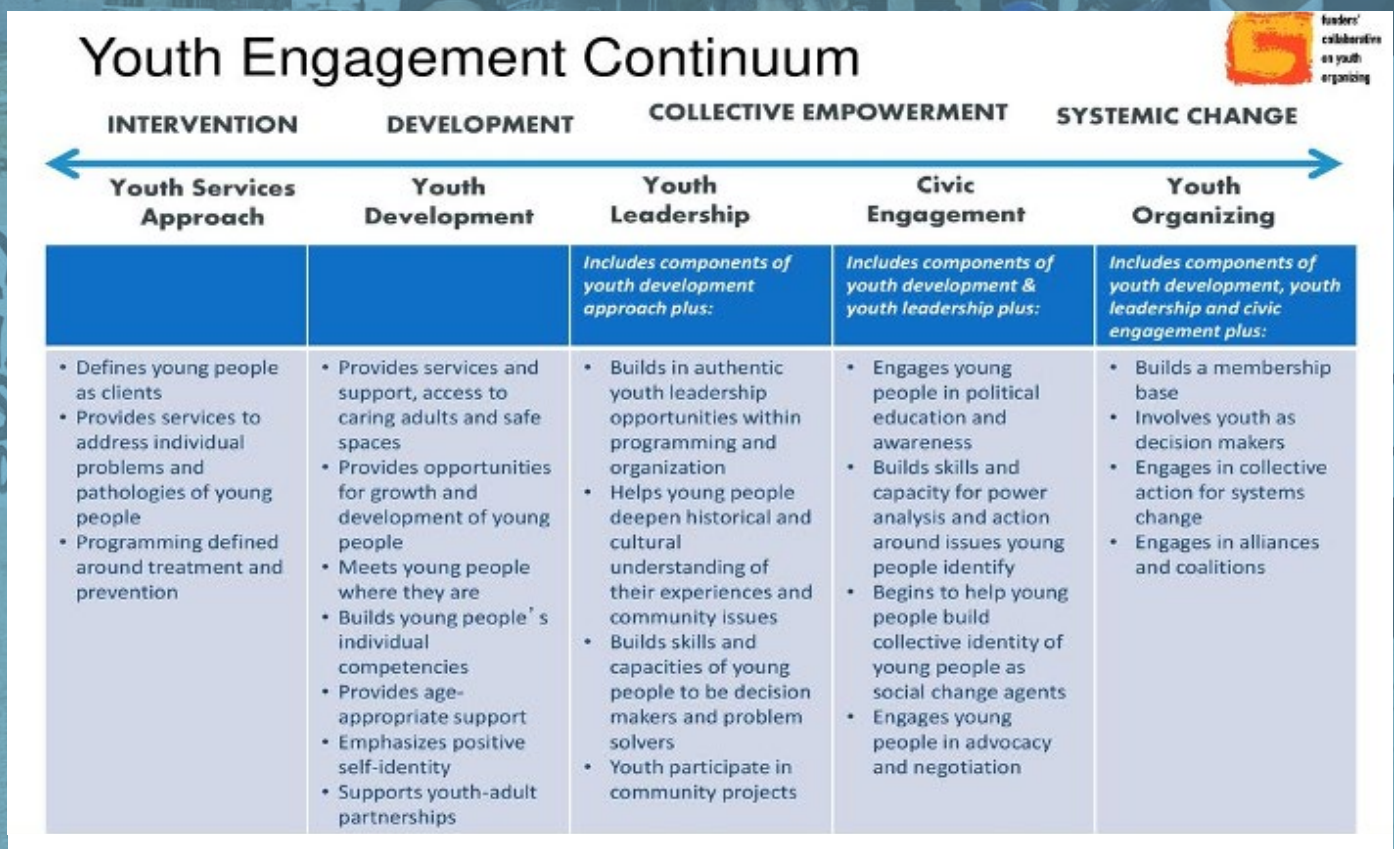 Youth Engagement Continuum
funders'
collaborative
on youth
organizing
INTERVENTION
DEVELOPMENT
COLLECTIVE EMPOWERMENT
SYSTEMIC CHANGE
Youth Services
Approach
Youth
Development
Youth
Leadership
Civic
Engagement
Youth
Organizing
Includes components of
youth development
approach plus:
Includes components of
youth development &
youth leadership plus:
Includes components of
youth development, youth
leadership and civic
engagement plus:
• Defines young people
as clients
• Provides services to
address individual
problems and
pathologies of young
people
• Programming defined
around treatment and
prevention
• Provides services and
support, access to
caring adults and safe
spaces
• Provides opportunities
for growth and
development of young
people
• Meets young people
where they are
• Builds young people's
individual
competencies
• Provides age-
appropriate support
• Emphasizes positive
self-identity
• Supports youth-adult
partnerships
• Builds in authentic
youth leadership
opportunities within
programming and
organization
• Helps young people
deepen historical and
cultural
understanding of
their experiences and
community issues
• Builds skills and
capacities of young
people to be decision
makers and problem
solvers
• Youth participate in
community projects
• Engages young
people in political
education and
awareness
• Builds skills and
capacity for power
analysis and action
around issues young
people identify
• Begins to help young
people build
collective identity of
young people as
social change agents
• Engages young
people in advocacy
and negotiation
• Builds a membership
base
• Involves youth as
decision makers
• Engages in collective
action for systems
change
• Engages in alliances
and coalitions